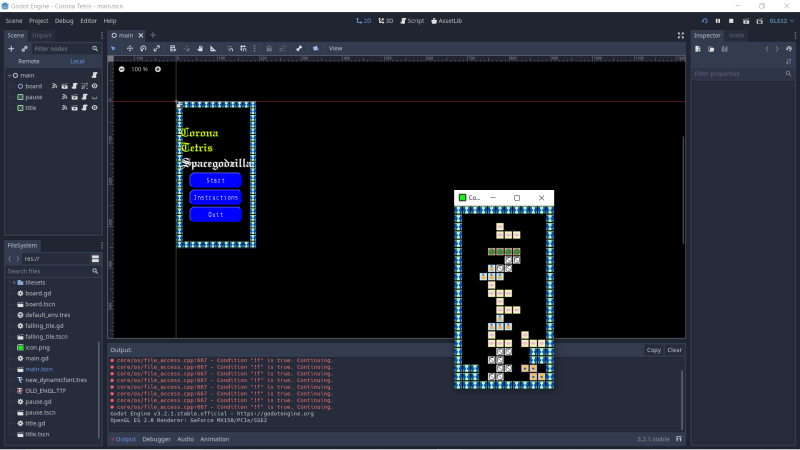 Godot Engine - Corona Tetris - main.tscn
Scene Project Debug Editor Help
2D 3D Script AssetLib
GLES2
Scene Import
Filter nodes
Remote Local
main
board
pause
title
main
View
100 %
Corona
Tetris
Spacegodzilla
Start
Instructions
Quit
Co...
Inspector Node
Filter properties
FileSystem
res://
Search files
tilesets
board.gd
board.tscn
default_env.tres
falling_tile.gd
falling_tile.tscn
icon.png
main.gd
main.tscn
new_dynamicfont.tres
OLD_ENGL.TTF
pause.gd
pause.tscn
title.gd
title.tscn
Output:
Copy Clear
core/os/file_access.cpp:667 - Condition "!f" is true. Continuing.
core/os/file_access.cpp:667 - Condition "!f" is true. Continuing.
core/os/file_access.cpp:667 - Condition "!f" is true. Continuing.
core/os/file_access.cpp:667 - Condition "!f" is true. Continuing.
core/os/file_access.cpp:667 - Condition "!f" is true. Continuing.
core/os/file_access.cpp:667 - Condition "!f" is true. Continuing.
core/os/file_access.cpp:667 - Condition "!f" is true. Continuing.
core/os/file_access.cpp:667 - Condition "!f" is true. Continuing.
Godot Engine v3.2.1.stable.official - https://godotengine.org
OpenGL ES 2.0 Renderer: GeForce MX150/PCIe/SSE2
Output Debugger Audio Animation
3.2.1.stable